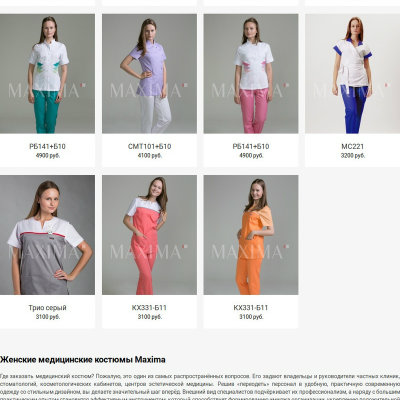 MAXIMA
MAXIMA
MAXIMA
MAXIMA
РБ141+Б10
СМТ101+Б10
РБ141+Б10
МС221
4900 руб.
4100 руб.
4900 руб.
3200 руб.
MAXIMA
MAXIMA
MAXIMA
Трио серый
КХ331-Б11
КХ331-Б11
3100 руб.
3100 руб.
3100 руб.
Женские медицинские костюмы Maxima
Где заказать медицинский костюм? Пожалуй, это один из самых распространённых вопросов. Его задают владельцы и руководители частных клиник,
стоматологий, косметологических кабинетов, центров эстетической медицины. Решив «переодеть» персонал в удобную, практичную современную
одежду со стильным дизайном, вы делаете значительный шаг вперёд. Внешний вид специалистов подчёркивает их профессионализм, а наряду с большим